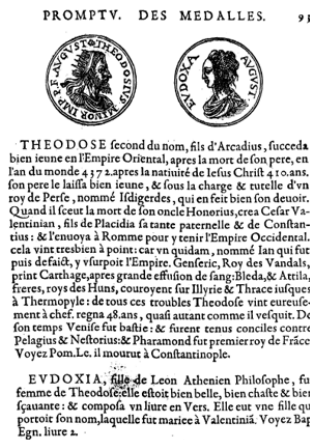 PROMPTV. DES MEDALLES. 93
AVGVST THEODOSIVS MINOR IMP. P. F.
EVDOXIA AVGVST
THEODOSE second du nom, fils d'Arcadius, succeda
bien ieune en l'Empire Oriental, apres la mort de son pere, en
l'an du monde 4372. apres la natiuité de Iesus Christ 410. ans.
son pere le laissa bien ieune, & sous la charge & tutelle d'vn
roy de Perse, nommé Isdigerdes, qui en feit bien son deuoir.
Quand il sceut la mort de son oncle Honorius, crea Cesar Va-
lentinian, fils de Placidia sa tante paternelle & de Constan-
tius: & l'enuoya à Romme pour y tenir l'Empire Occidental.
cela vint tresbien à point: car vn quidam, nommé Ian qui fut
puis defaict, y vsurpoit l'Empire. Genseric, Roy des Vandals,
print Carthage, apres grande effusion de sang: Bleda, & Attila,
freres, roys des Huns, couroyent sur Illyrie & Thrace iusques
à Thermopyle: de tous ces troubles Theodose vint eureuse-
ment à chef. regna 48. ans, quasi autant comme il vesquit. De
son temps Venise fut bastie: & furent tenus conciles contre
Pelagius & Nestorius: & Pharamond fut premier roy de Frãce
Voyez Pom. Le. il mourut à Constantinople.
EVDOXIA, fille de Leon Athenien Philosophe, fu
femme de Theodose: elle estoit bien belle, bien chaste & bien
sçauante: & composa vn liure en Vers. Elle eut vne fille qu
portoit son nom, laquelle fut mariee à Valentiniã. Voyez Bap
Egn. liure 2.